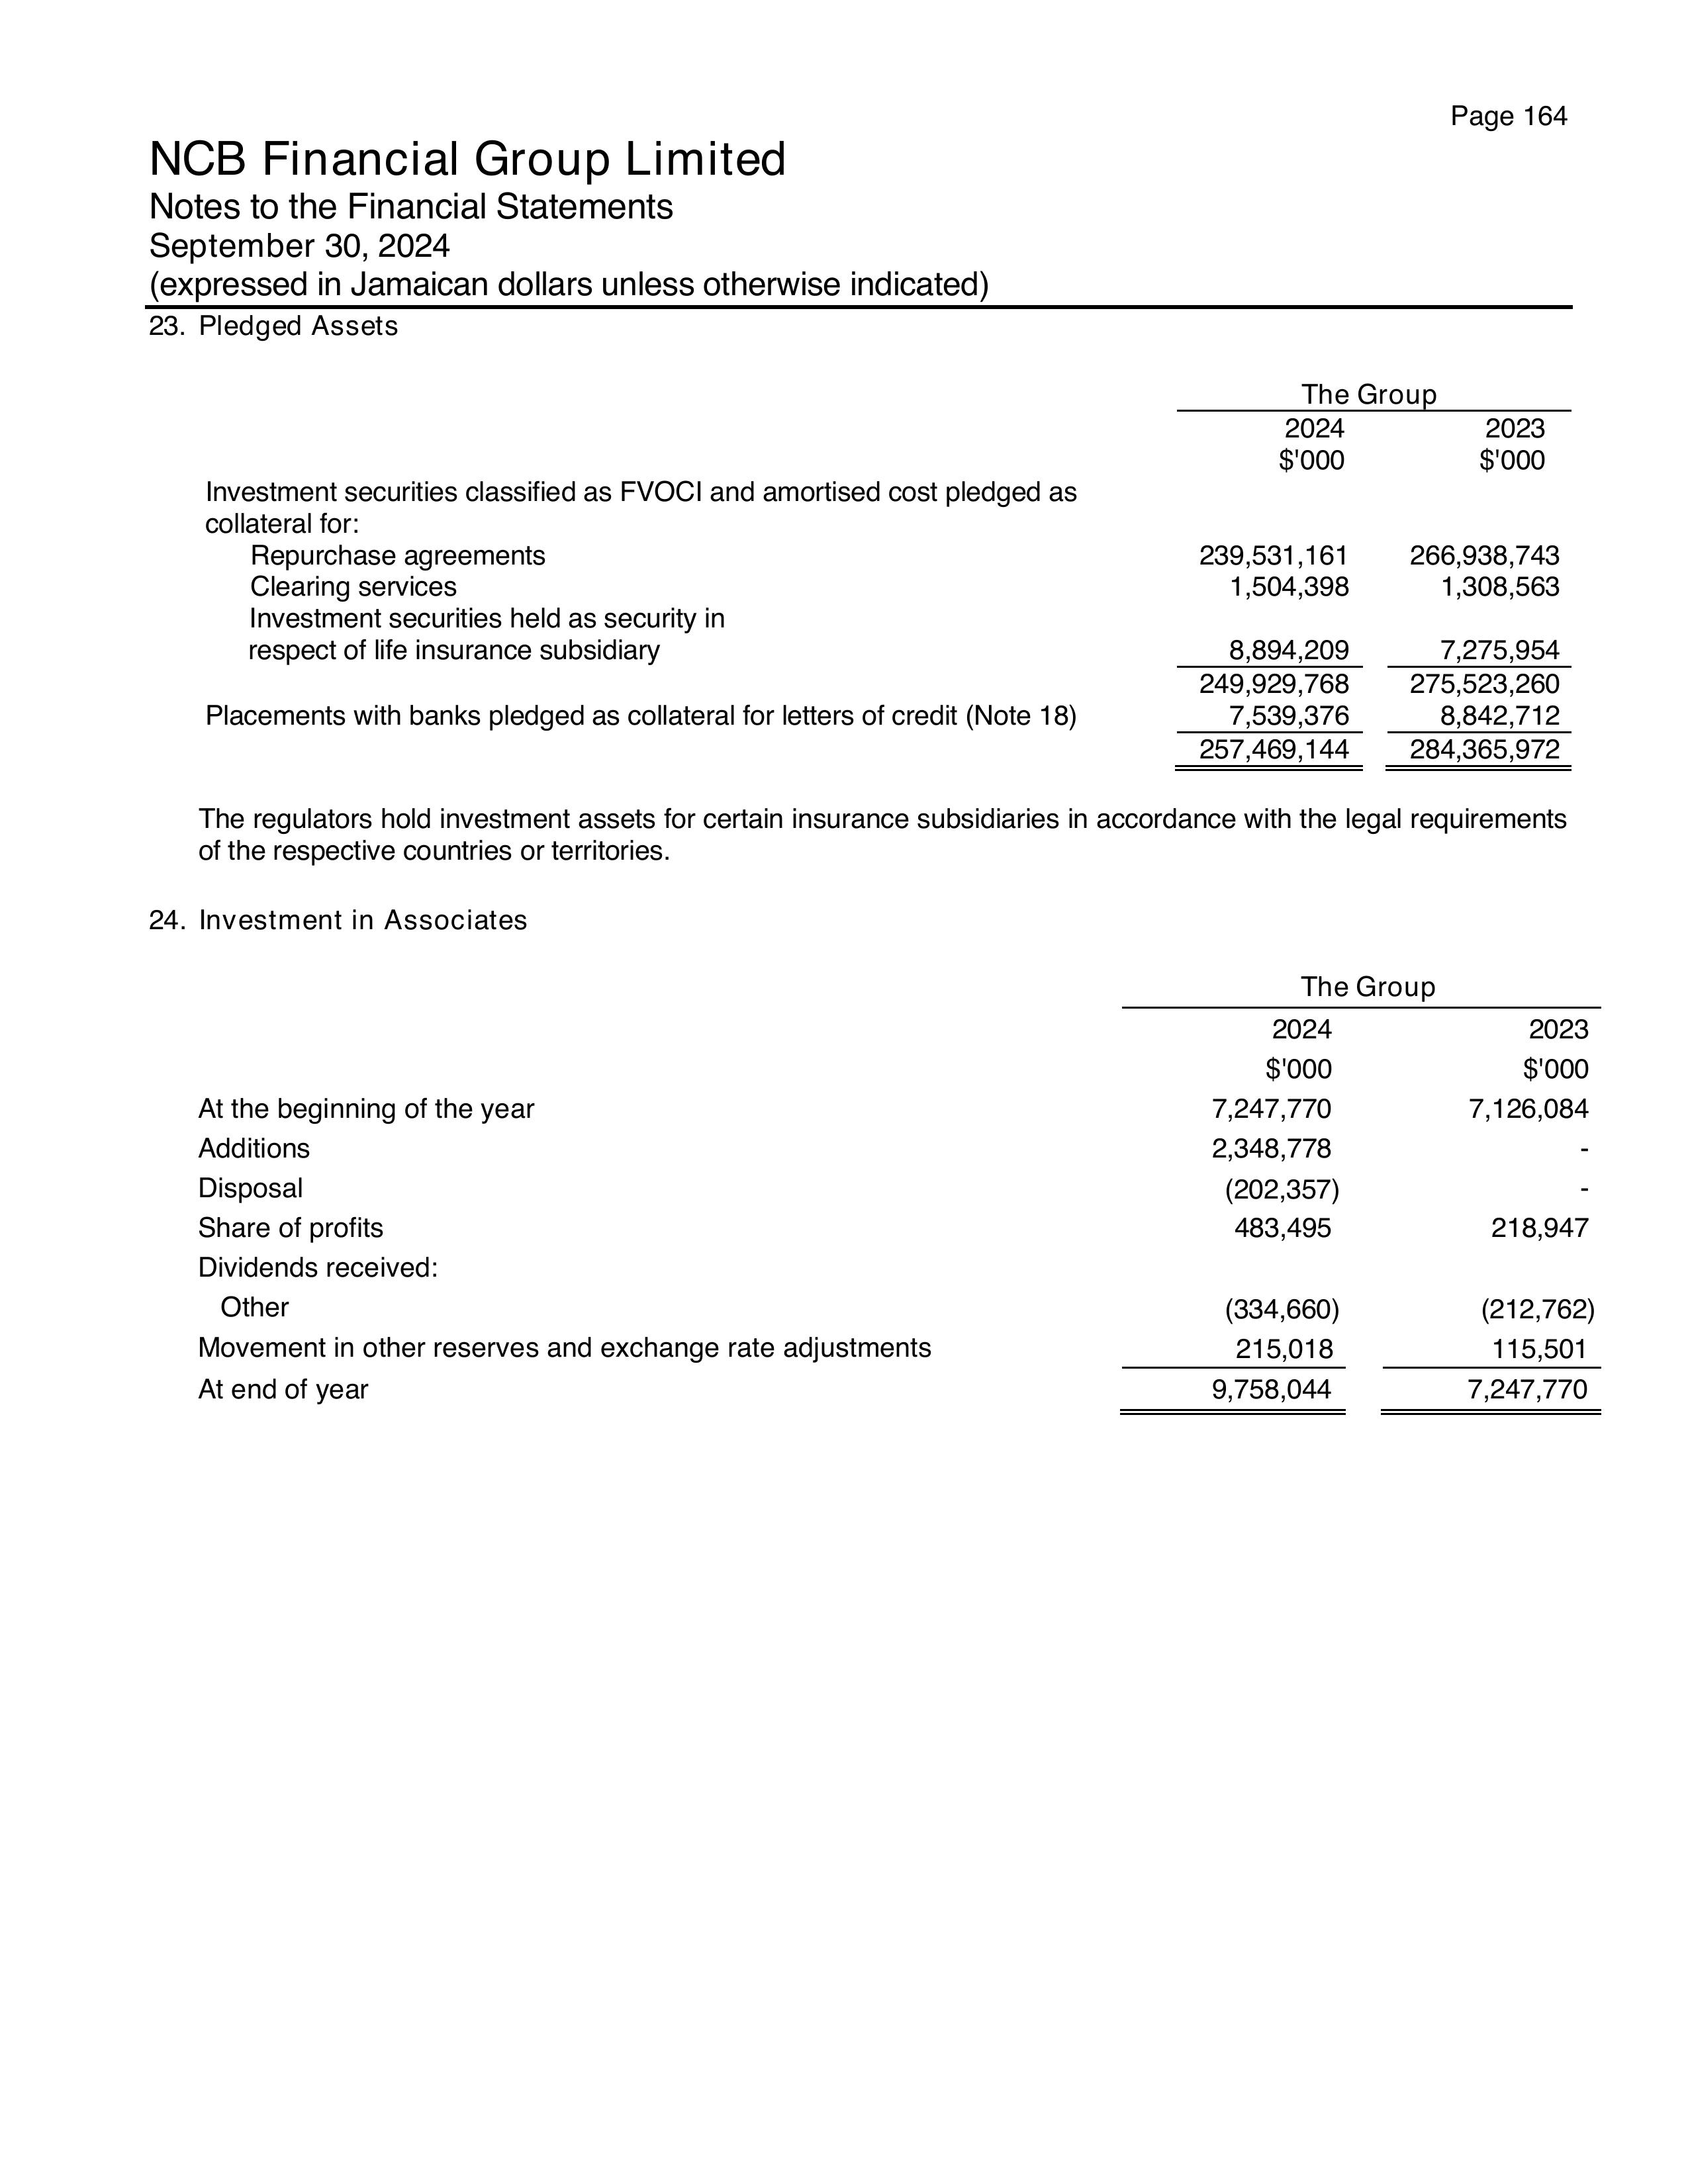 Page 164
NCB Financial Group Limited
Notes to the Financial Statements
September 30, 2024
(expressed in Jamaican dollars unless otherwise indicated)
23. Pledged Assets
The Group
2024 2023
$'000 $'000
Investment securities classified as FVOCI and amortised cost pledged as
collateral for:
Repurchase agreements 239,531,161 266,938,743
Clearing services 1,504,398 1,308,563
Investment securities held as security in
respect of life insurance subsidiary 8,894,209 7,275,954
249,929,768 275,523,260
Placements with banks pledged as collateral for letters of credit (Note 18) 7,539,376 8,842,712
257,469,144 284,365,972
The regulators hold investment assets for certain insurance subsidiaries in accordance with the legal requirements
of the respective countries or territories.
24. Investment in Associates
The Group
2024 2023
$'000 $'000
At the beginning of the year 7,247,770 7,126,084
Additions 2,348,778 -
Disposal (202,357) -
Share of profits 483,495 218,947
Dividends received:
Other (334,660) (212,762)
Movement in other reserves and exchange rate adjustments 215,018 115,501
At end of year 9,758,044 7,247,770